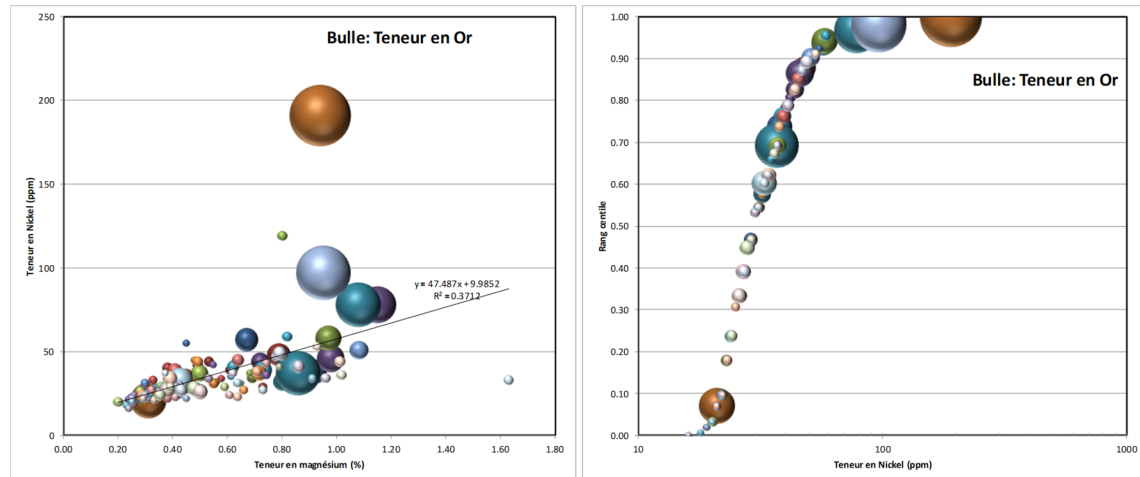 Bulle: Teneur en Or
250
200
150
100
50
0
Teneur en Nickel (ppm)
y = 47.487x + 9.9852
R² = 0.3712
0.00 0.20 0.40 0.60 0.80 1.00 1.20 1.40 1.60 1.80
Teneur en magnésium (%)
Bulle: Teneur en Or
1.00
0.90
0.80
0.70
0.60
0.50
0.40
0.30
0.20
0.10
0.00
Rang centile
10 100 1000
Teneur en Nickel (ppm)